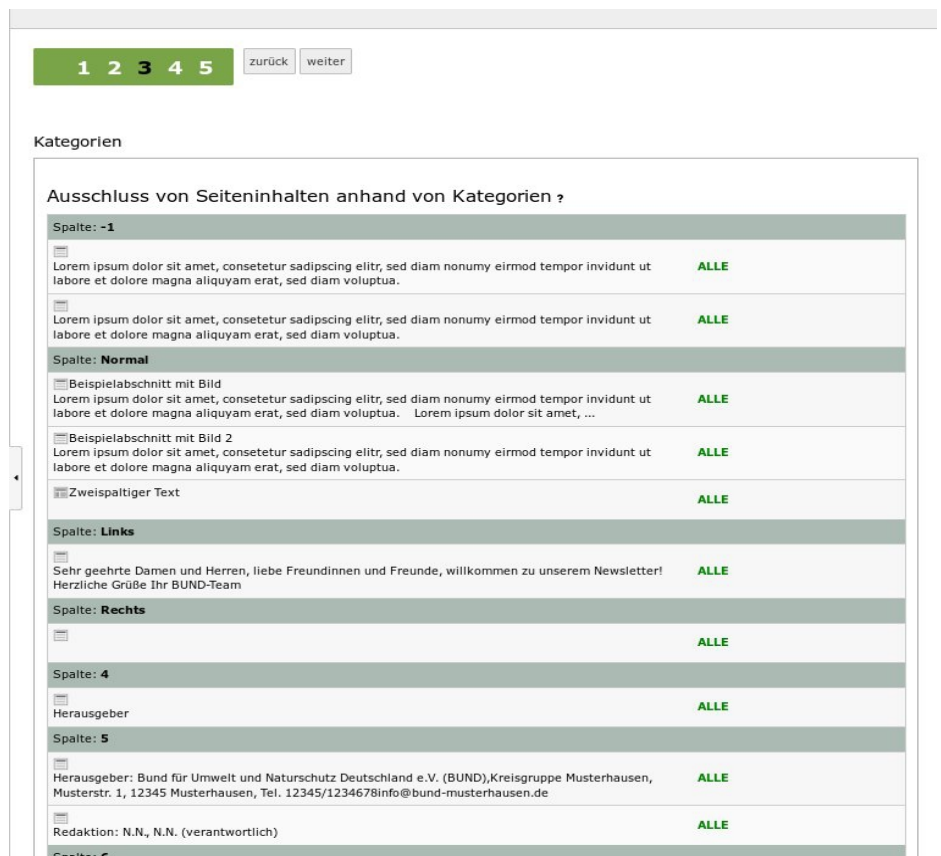 1 2 3 4 5 zurück weiter
Kategorien
Ausschluss von Seiteninhalten anhand von Kategorien ?
Spalte: -1
Lorem ipsum dolor sit amet, consetetur sadipscing elitr, sed diam nonumy eirmod tempor invidunt ut
labore et dolore magna aliquyam erat, sed diam voluptua.
ALLE
Lorem ipsum dolor sit amet, consetetur sadipscing elitr, sed diam nonumy eirmod tempor invidunt ut
labore et dolore magna aliquyam erat, sed diam voluptua.
ALLE
Spalte: Normal
Beispielabschnitt mit Bild
Lorem ipsum dolor sit amet, consetetur sadipscing elitr, sed diam nonumy eirmod tempor invidunt ut
labore et dolore magna aliquyam erat, sed diam voluptua. Lorem ipsum dolor sit amet, ...
ALLE
Beispielabschnitt mit Bild 2
Lorem ipsum dolor sit amet, consetetur sadipscing elitr, sed diam nonumy eirmod tempor invidunt ut
labore et dolore magna aliquyam erat, sed diam voluptua.
ALLE
Zweispaltiger Text
ALLE
Spalte: Links
Sehr geehrte Damen und Herren, liebe Freundinnen und Freunde, willkommen zu unserem Newsletter!
Herzliche Grüße Ihr BUND-Team
ALLE
Spalte: Rechts
ALLE
Spalte: 4
Herausgeber
ALLE
Spalte: 5
Herausgeber: Bund für Umwelt und Naturschutz Deutschland e.V. (BUND),Kreisgruppe Musterhausen,
Musterstr. 1, 12345 Musterhausen, Tel. 12345/1234678info@bund-musterhausen.de
ALLE
Redaktion: N.N., N.N. (verantwortlich)
ALLE
Spalte: 6